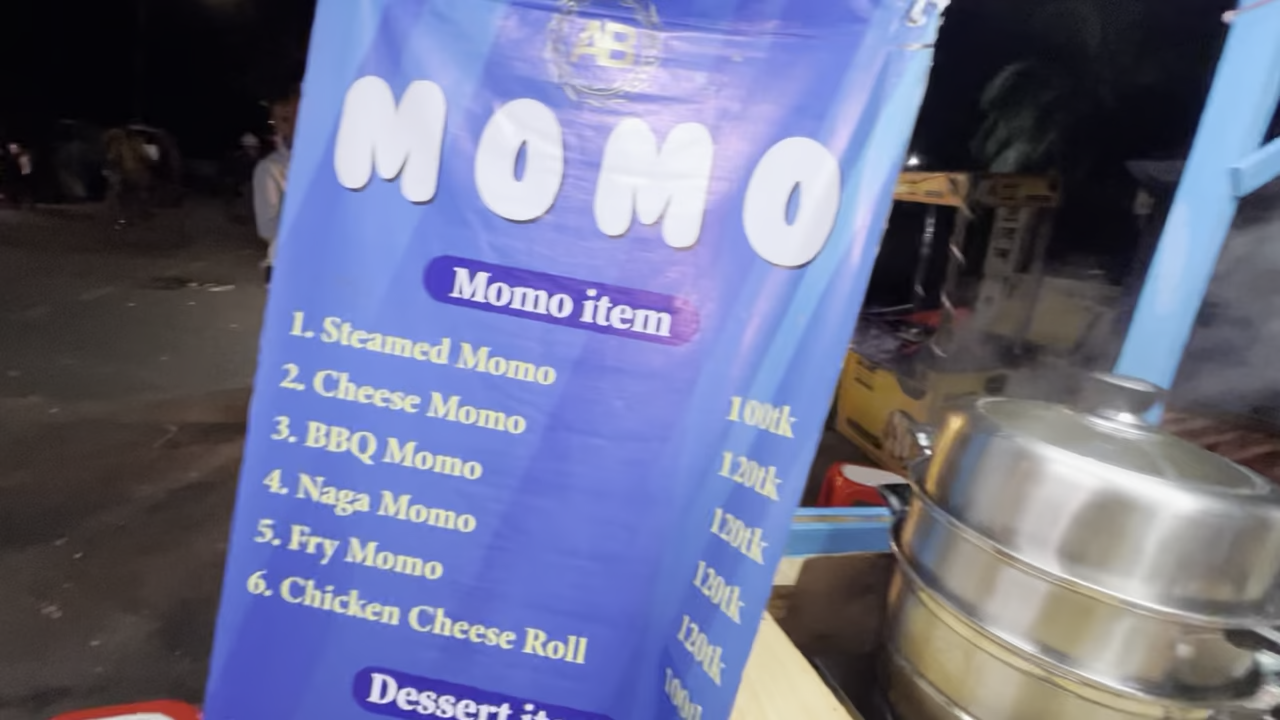 AB
MOMO
Momo item
1. Steamed Momo 100tk
2. Cheese Momo 120tk
3. BBQ Momo 120tk
4. Naga Momo 120tk
5. Fry Momo 120tk
6. Chicken Cheese Roll
Dessert